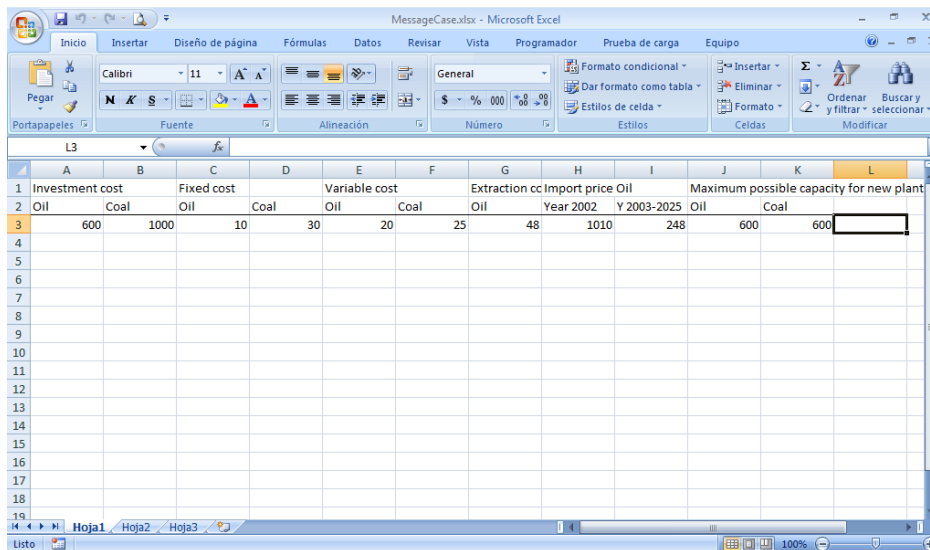 MessageCase.xlsx - Microsoft Excel
Inicio Insertar Diseño de página Fórmulas Datos Revisar Vista Programador Prueba de carga Equipo
Pegar
Calibri 11
General
N K S
$ % 000
Formato condicional
Dar formato como tabla
Estilos de celda
Insertar
Eliminar
Formato
Σ
Ordenar y filtrar
Buscar y seleccionar
Portapapeles Fuente Alineación Número Estilos Celdas Modificar
L3 fx
A B C D E F G H I J K L
1 Investment cost Fixed cost Variable cost Extraction cc Import price Oil Maximum possible capacity for new plant
2 Oil Coal Oil Coal Oil Coal Oil Year 2002 Y 2003-2025 Oil Coal
3 600 1000 10 30 20 25 48 1010 248 600 600
4
5
6
7
8
9
10
11
12
13
14
15
16
17
18
19
Hoja1 Hoja2 Hoja3
Listo 100%